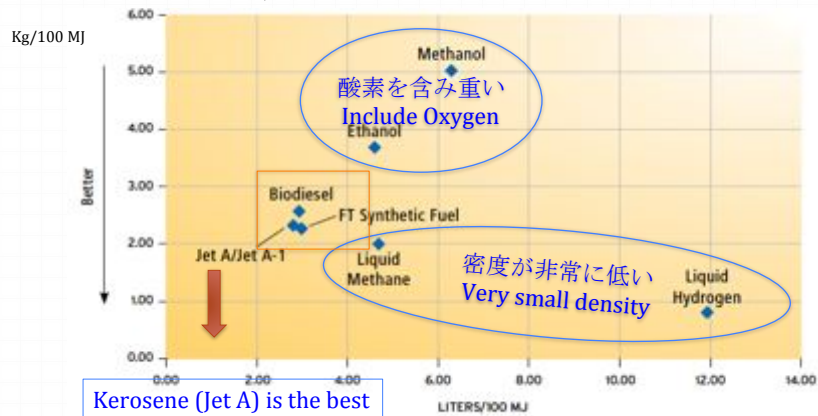 6.00
Kg/100 MJ
Methanol
5.00
酸素を含み重い
Include Oxygen
4.00
Ethanol
Better
3.00
Biodiesel
FT Synthetic Fuel
2.00
Jet A/Jet A-1
Liquid
Methane
密度が非常に低い
Very small density
Liquid
Hydrogen
1.00
0.00
0.00
2.00
4.00
6.00
8.00
10.00
12.00
14.00
Kerosene (Jet A) is the best
LITERS/100 MJ